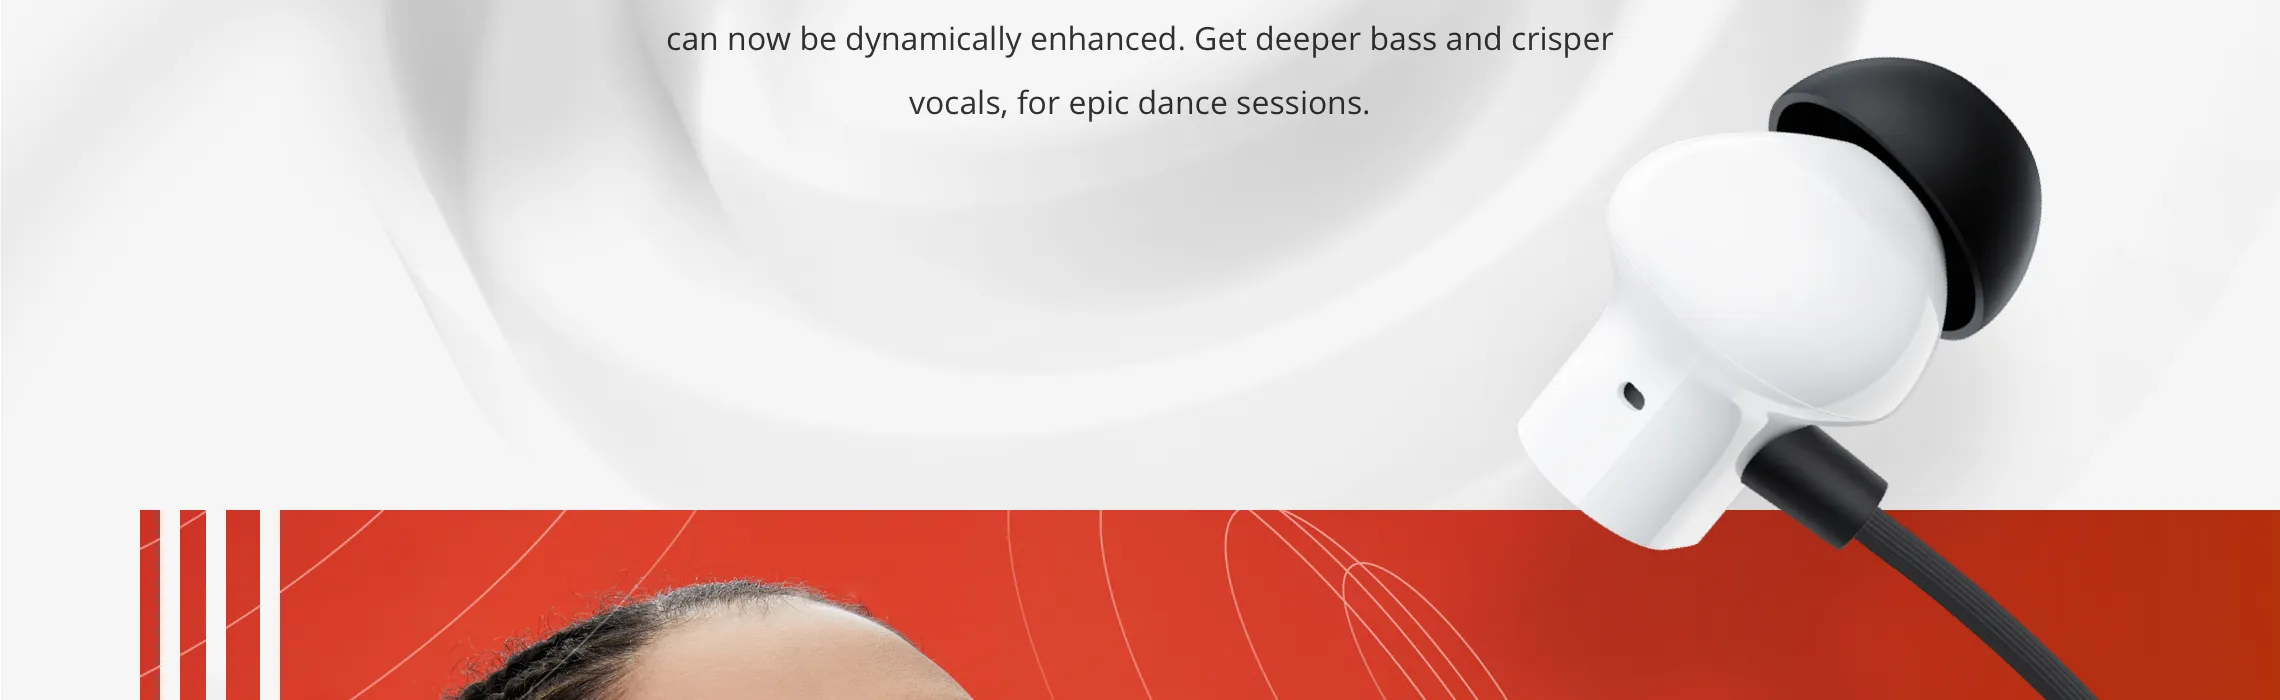 can now be dynamically enhanced. Get deeper bass and crisper
vocals, for epic dance sessions.